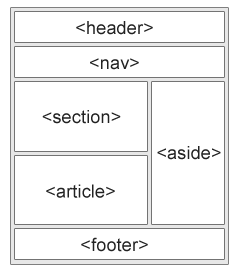 <header>
<nav>
<section>
<aside>
<article>
<footer>